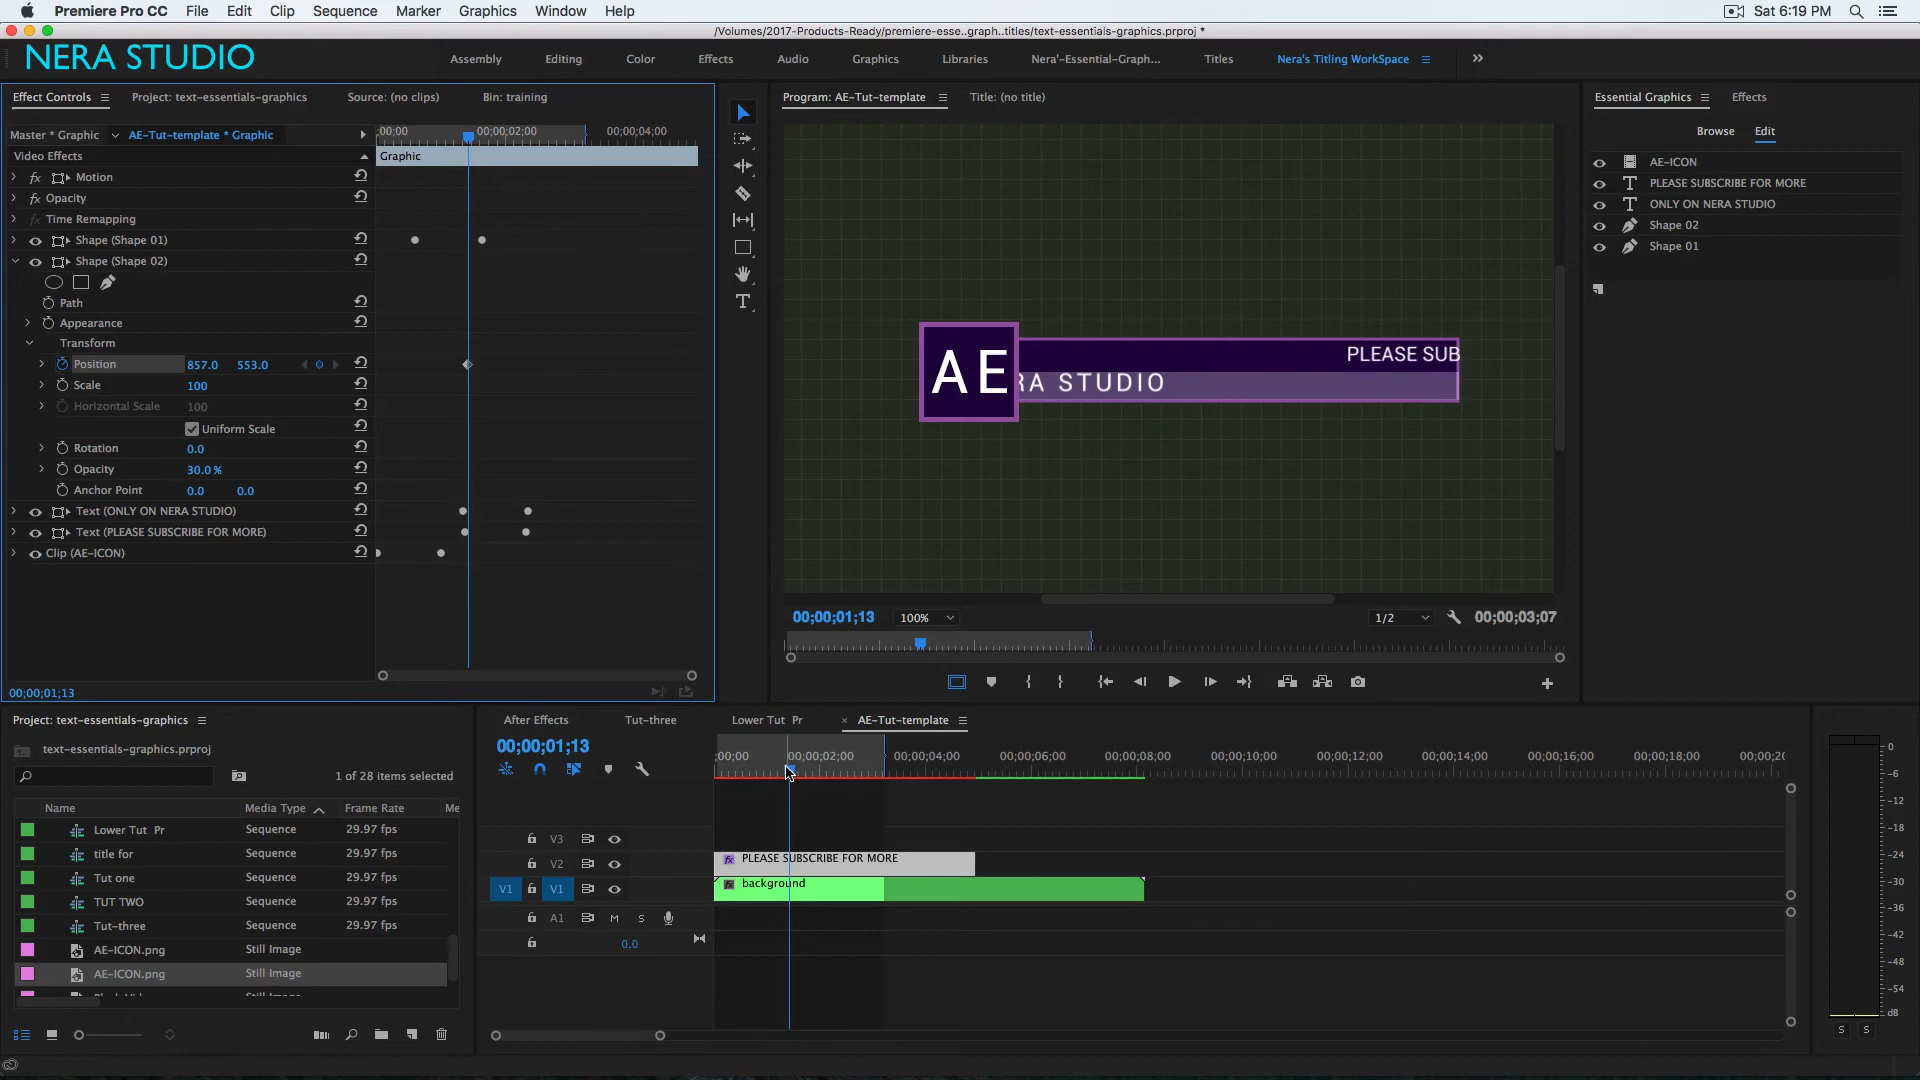 Premiere Pro CC File Edit Clip Sequence Marker Graphics Window Help Sat 6:19 PM
/Volumes/2017-Products-Ready/premiere-esse..graph..titles/text-essentials-graphics.prproj *
NERA STUDIO
Assembly Editing Color Effects Audio Graphics Libraries Nera'-Essential-Graph... Titles Nera's Titling WorkSpace
Effect Controls Project: text-essentials-graphics Source: (no clips) Bin: training
Master * Graphic AE-Tut-template * Graphic
:00;00 00;00;02;00 00;00;04;00
Video Effects
Graphic
fx Motion
fx Opacity
fx Time Remapping
Shape (Shape 01)
Shape (Shape 02)
Path
Appearance
Transform
Position 857.0 553.0
Scale 100
Horizontal Scale 100
Uniform Scale
Rotation 0.0
Opacity 30.0 %
Anchor Point 0.0 0.0
Text (ONLY ON NERA STUDIO)
Text (PLEASE SUBSCRIBE FOR MORE)
Clip (AE-ICON)
00;00;01;13
Program: AE-Tut-template Title: (no title)
PLEASE SUB
AE
RA STUDIO
00;00;01;13 100% 1/2 00;00;03;07
Essential Graphics Effects
Browse Edit
AE-ICON
PLEASE SUBSCRIBE FOR MORE
ONLY ON NERA STUDIO
Shape 02
Shape 01
Project: text-essentials-graphics
text-essentials-graphics.prproj
1 of 28 items selected
Name Media Type Frame Rate Me
Lower Tut Pr Sequence 29.97 fps
title for Sequence 29.97 fps
Tut one Sequence 29.97 fps
TUT TWO Sequence 29.97 fps
Tut-three Sequence 29.97 fps
AE-ICON.png Still Image
AE-ICON.png Still Image
After Effects Tut-three Lower Tut Pr × AE-Tut-template
00;00;01;13
;00;00 00;00;02;00 00;00;04;00 00;00;06;00 00;00;08;00 00;00;10;00 00;00;12;00 00;00;14;00 00;00;16;00 00;00;18;00 00;00;20
V3
V2 fx PLEASE SUBSCRIBE FOR MORE
V1 V1 fx background
A1 M S
0.0
0
-6
-12
-18
-24
-30
-36
-42
-48
-54
dB
S S